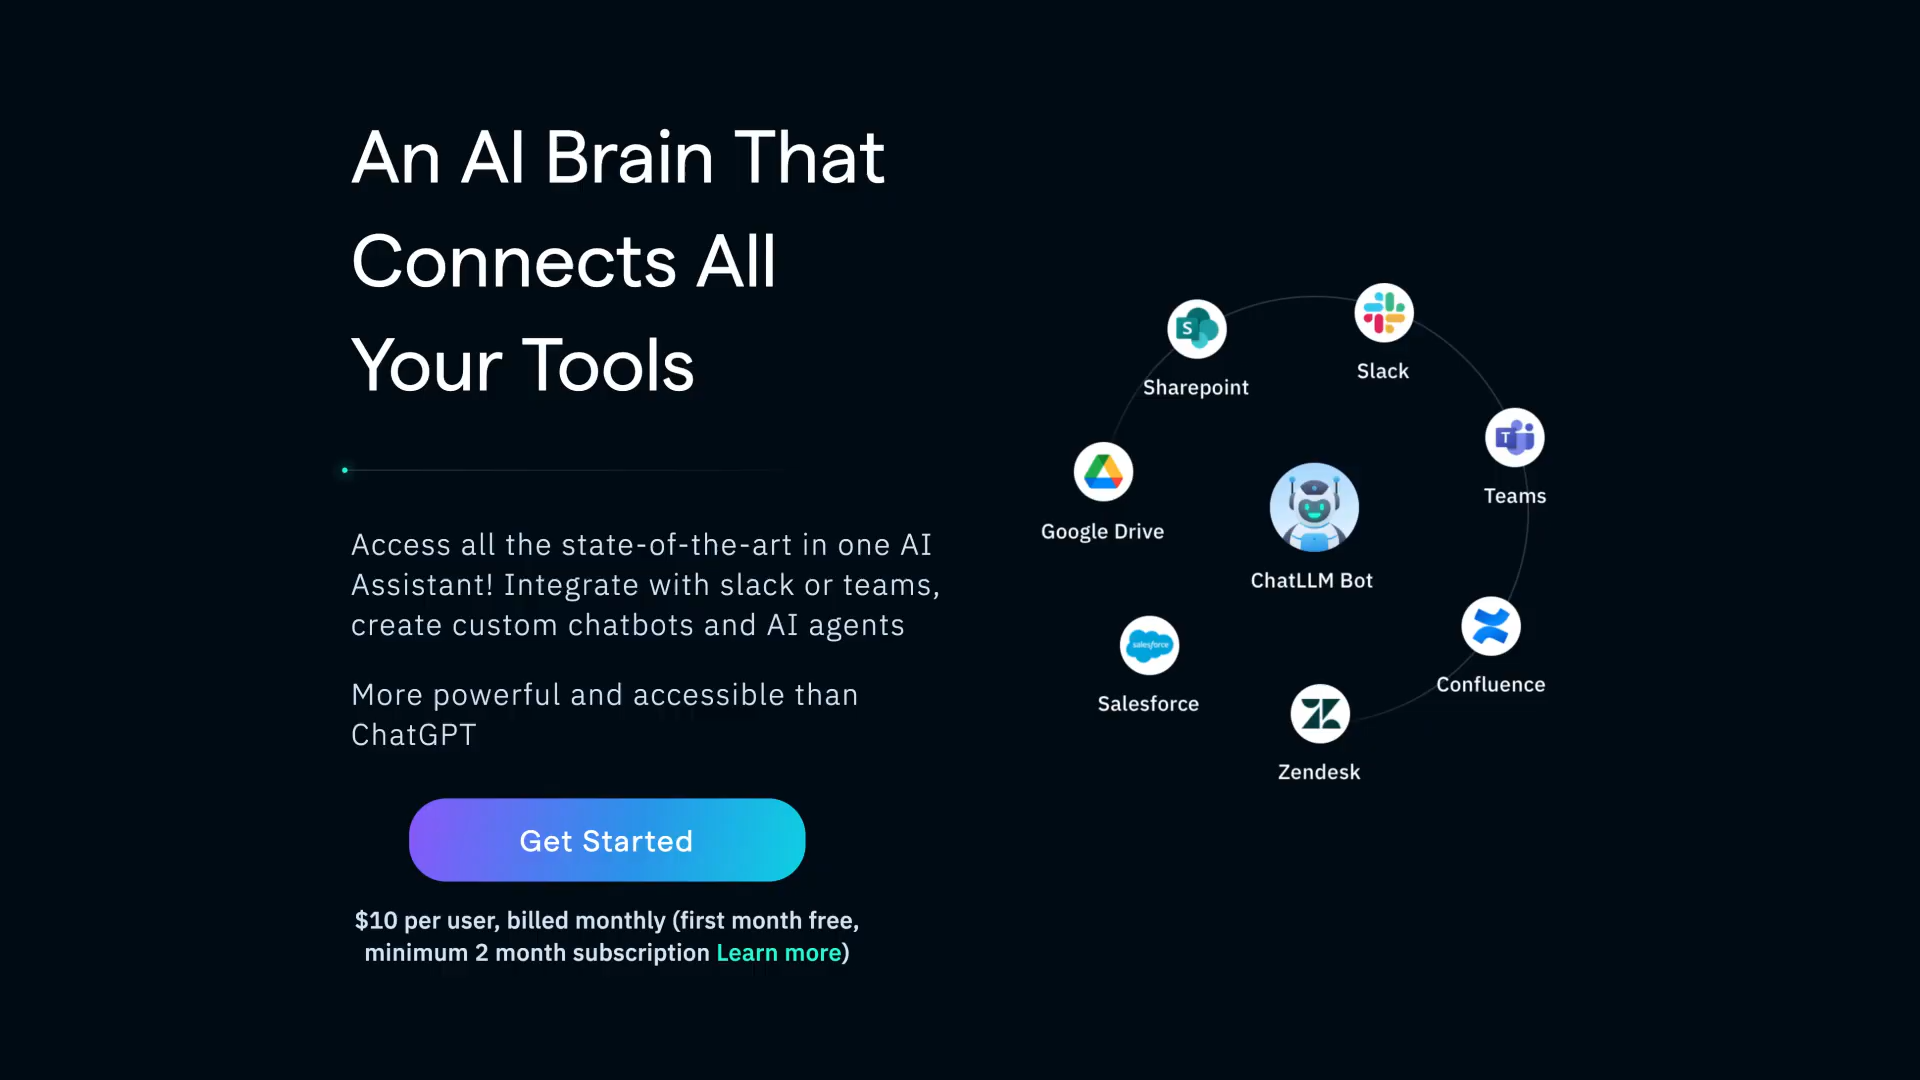 An AI Brain That
Connects All
Your Tools
Access all the state-of-the-art in one AI
Assistant! Integrate with slack or teams,
create custom chatbots and AI agents
More powerful and accessible than
ChatGPT
Get Started
$10 per user, billed monthly (first month free,
minimum 2 month subscription Learn more)
Slack
S
Sharepoint
T
Teams
Google Drive
ChatLLM Bot
salesforce
Salesforce
Confluence
Zendesk